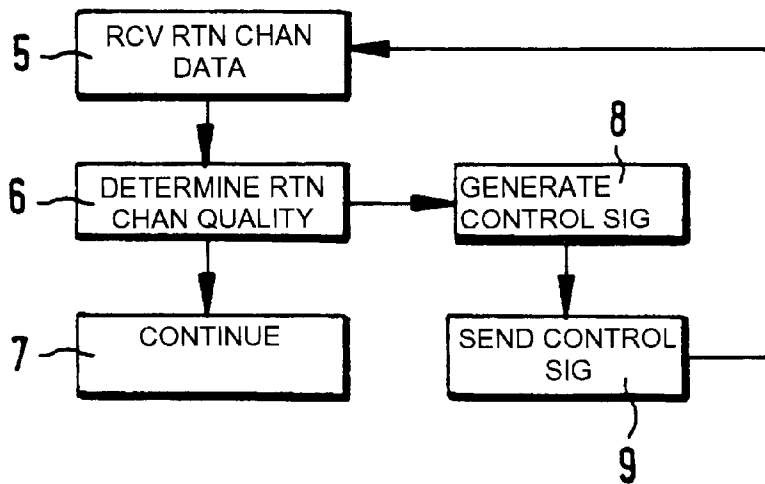 5
RCV RTN CHAN
DATA
6
DETERMINE RTN
CHAN QUALITY
8
GENERATE
CONTROL SIG
7
CONTINUE
SEND CONTROL
SIG
9